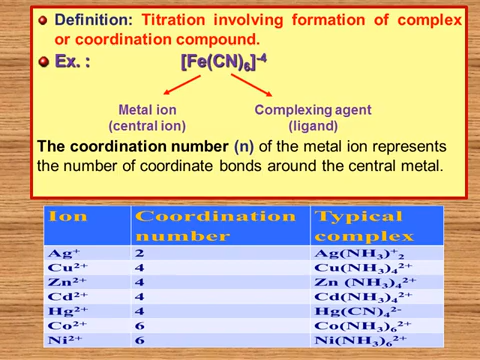 Definition: Titration involving formation of complex
or coordination compound.
Ex. : [Fe(CN)₆]⁻⁴
Metal ion Complexing agent
(central ion) (ligand)
The coordination number (n) of the metal ion represents
the number of coordinate bonds around the central metal.
Ion Coordination number Typical complex
Ag⁺ 2 Ag(NH₃)⁺₂
Cu²⁺ 4 Cu(NH₃)₄²⁺
Zn²⁺ 4 Zn (NH₃)₄²⁺
Cd²⁺ 4 Cd(NH₃)₄²⁺
Hg²⁺ 4 Hg(CN)₄²⁻
Co²⁺ 6 Co(NH₃)₆²⁺
Ni²⁺ 6 Ni(NH₃)₆²⁺